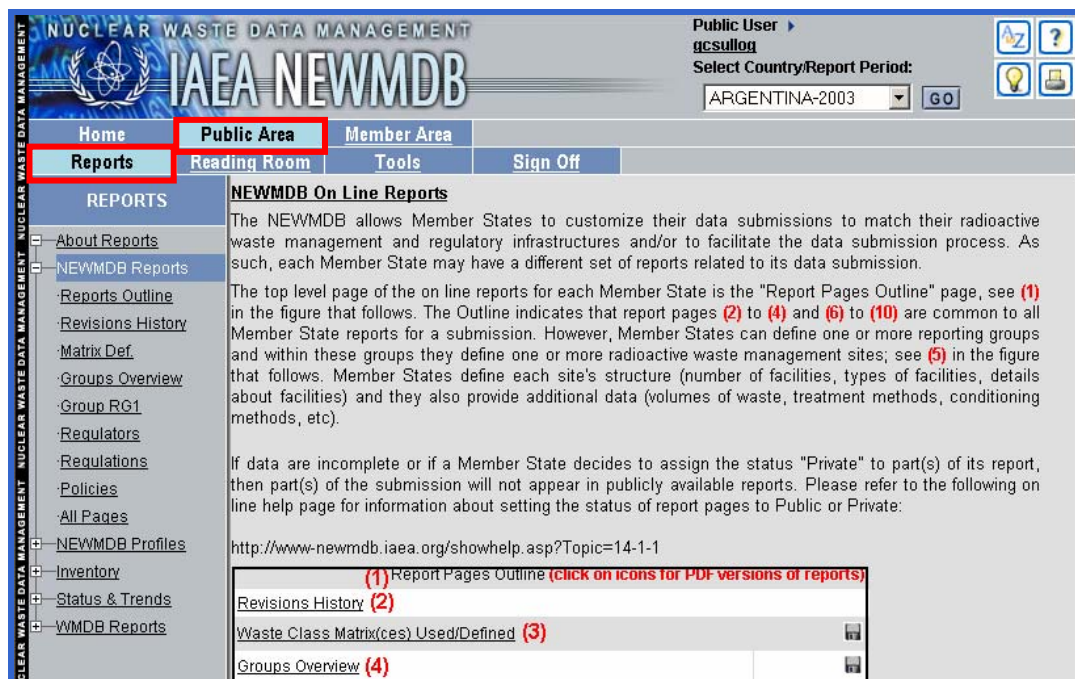 NUCLEAR WASTE DATA MANAGEMENT
IAEA NEWMDB
Public User
gcsullog
Select Country/Report Period:
ARGENTINA-2003
GO
AZ
?
Home
Public Area
Member Area
Reports
Reading Room
Tools
Sign Off
REPORTS
About Reports
NEWMDB Reports
Reports Outline
Revisions History
Matrix Def.
Groups Overview
Group RG1
Regulators
Regulations
Policies
All Pages
NEWMDB Profiles
Inventory
Status & Trends
WMDB Reports
NEWMDB On Line Reports
The NEWMDB allows Member States to customize their data submissions to match their radioactive
waste management and regulatory infrastructures and/or to facilitate the data submission process. As
such, each Member State may have a different set of reports related to its data submission.
The top level page of the on line reports for each Member State is the "Report Pages Outline" page, see (1)
in the figure that follows. The Outline indicates that report pages (2) to (4) and (6) to (10) are common to all
Member State reports for a submission. However, Member States can define one or more reporting groups
and within these groups they define one or more radioactive waste management sites; see (5) in the figure
that follows. Member States define each site's structure (number of facilities, types of facilities, details
about facilities) and they also provide additional data (volumes of waste, treatment methods, conditioning
methods, etc).
If data are incomplete or if a Member State decides to assign the status "Private" to part(s) of its report,
then part(s) of the submission will not appear in publicly available reports. Please refer to the following on
line help page for information about setting the status of report pages to Public or Private:
http://www-newmdb.iaea.org/showhelp.asp?Topic=14-1-1
(1) Report Pages Outline (click on icons for PDF versions of reports)
Revisions History (2)
Waste Class Matrix(ces) Used/Defined (3)
Groups Overview (4)
NUCLEAR WASTE DATA MANAGEMENT NUCLEAR WASTE DATA MANAGEMENT